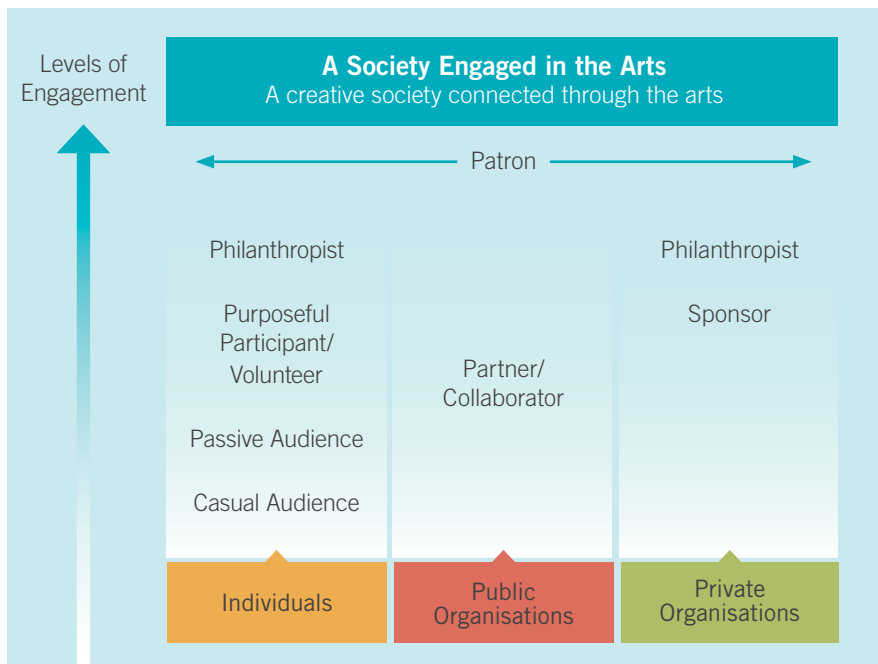 Levels of
Engagement
A Society Engaged in the Arts
A creative society connected through the arts
Patron
Philanthropist
Purposeful
Participant/
Volunteer
Passive Audience
Casual Audience
Individuals
Partner/
Collaborator
Public
Organisations
Philanthropist
Sponsor
Private
Organisations